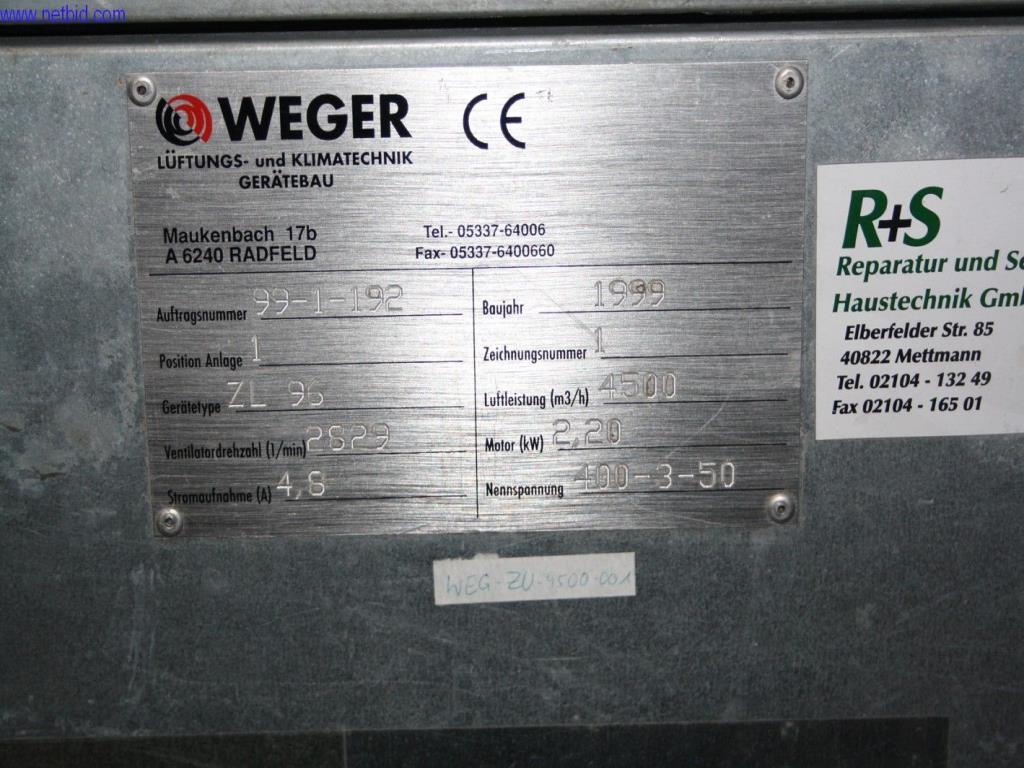 www.netbid.com
WEGER
CE
LÜFTUNGS- und KLIMATECHNIK
GERÄTEBAU
Maukenbach 17b
A 6240 RADFELD
Tel.- 05337-64006
Fax- 05337-6400660
Auftragsnummer 99-1-192
Baujahr 1999
Position Anlage 1
Zeichnungsnummer 1
Gerätetype ZL 96
Luftleistung (m3/h) 4500
Ventilatordrehzahl (1/min) 2829
Motor (kW) 2,20
Stromaufnahme (A) 4,8
Nennspannung 400-3-50
R+S
Reparatur und Se
Haustechnik Gmb
Elberfelder Str. 85
40822 Mettmann
Tel. 02104 - 132 49
Fax 02104 - 165 01
WEG-ZU-4500-001